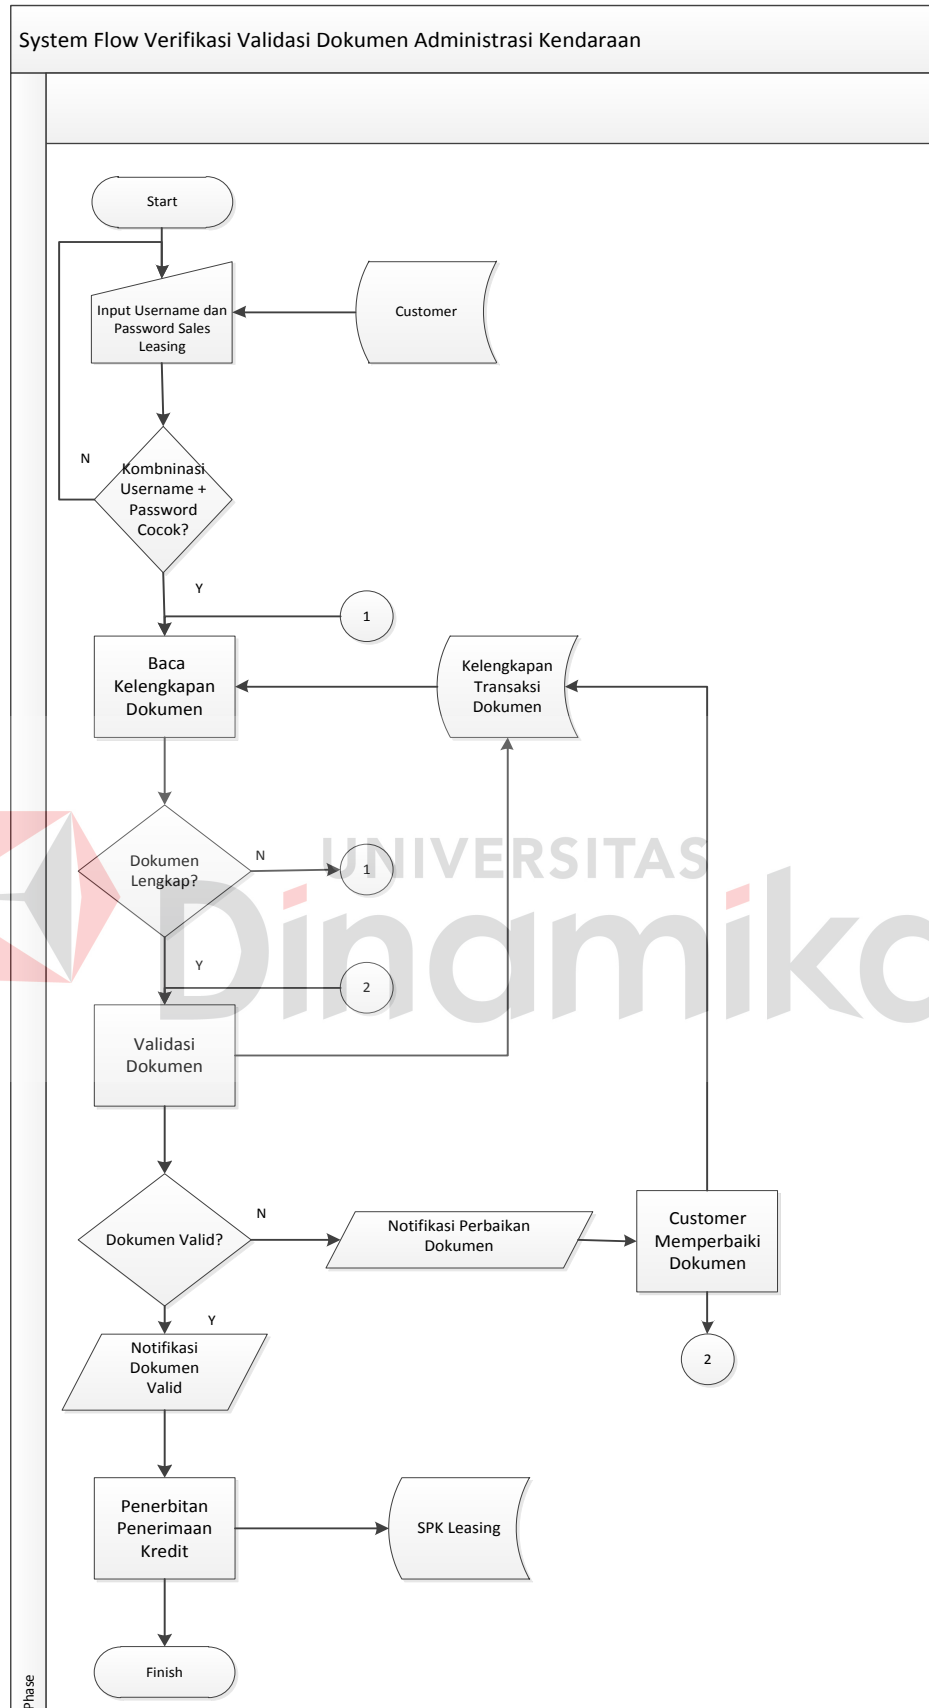 System Flow Verifikasi Validasi Dokumen Administrasi Kendaraan
Start
Input Username dan
Password Sales
Leasing
Customer
N
Kombninasi
Username +
Password
Cocok?
Y
1
Baca
Kelengkapan
Dokumen
Kelengkapan
Transaksi
Dokumen
Dokumen
Lengkap?
N
1
UNIVERSITAS
Dinamika
Y
2
Validasi
Dokumen
Dokumen Valid?
N
Notifikasi Perbaikan
Dokumen
Customer
Memperbaiki
Dokumen
Y
2
Notifikasi
Dokumen
Valid
Penerbitan
Penerimaan
Kredit
SPK Leasing
Finish
Phase